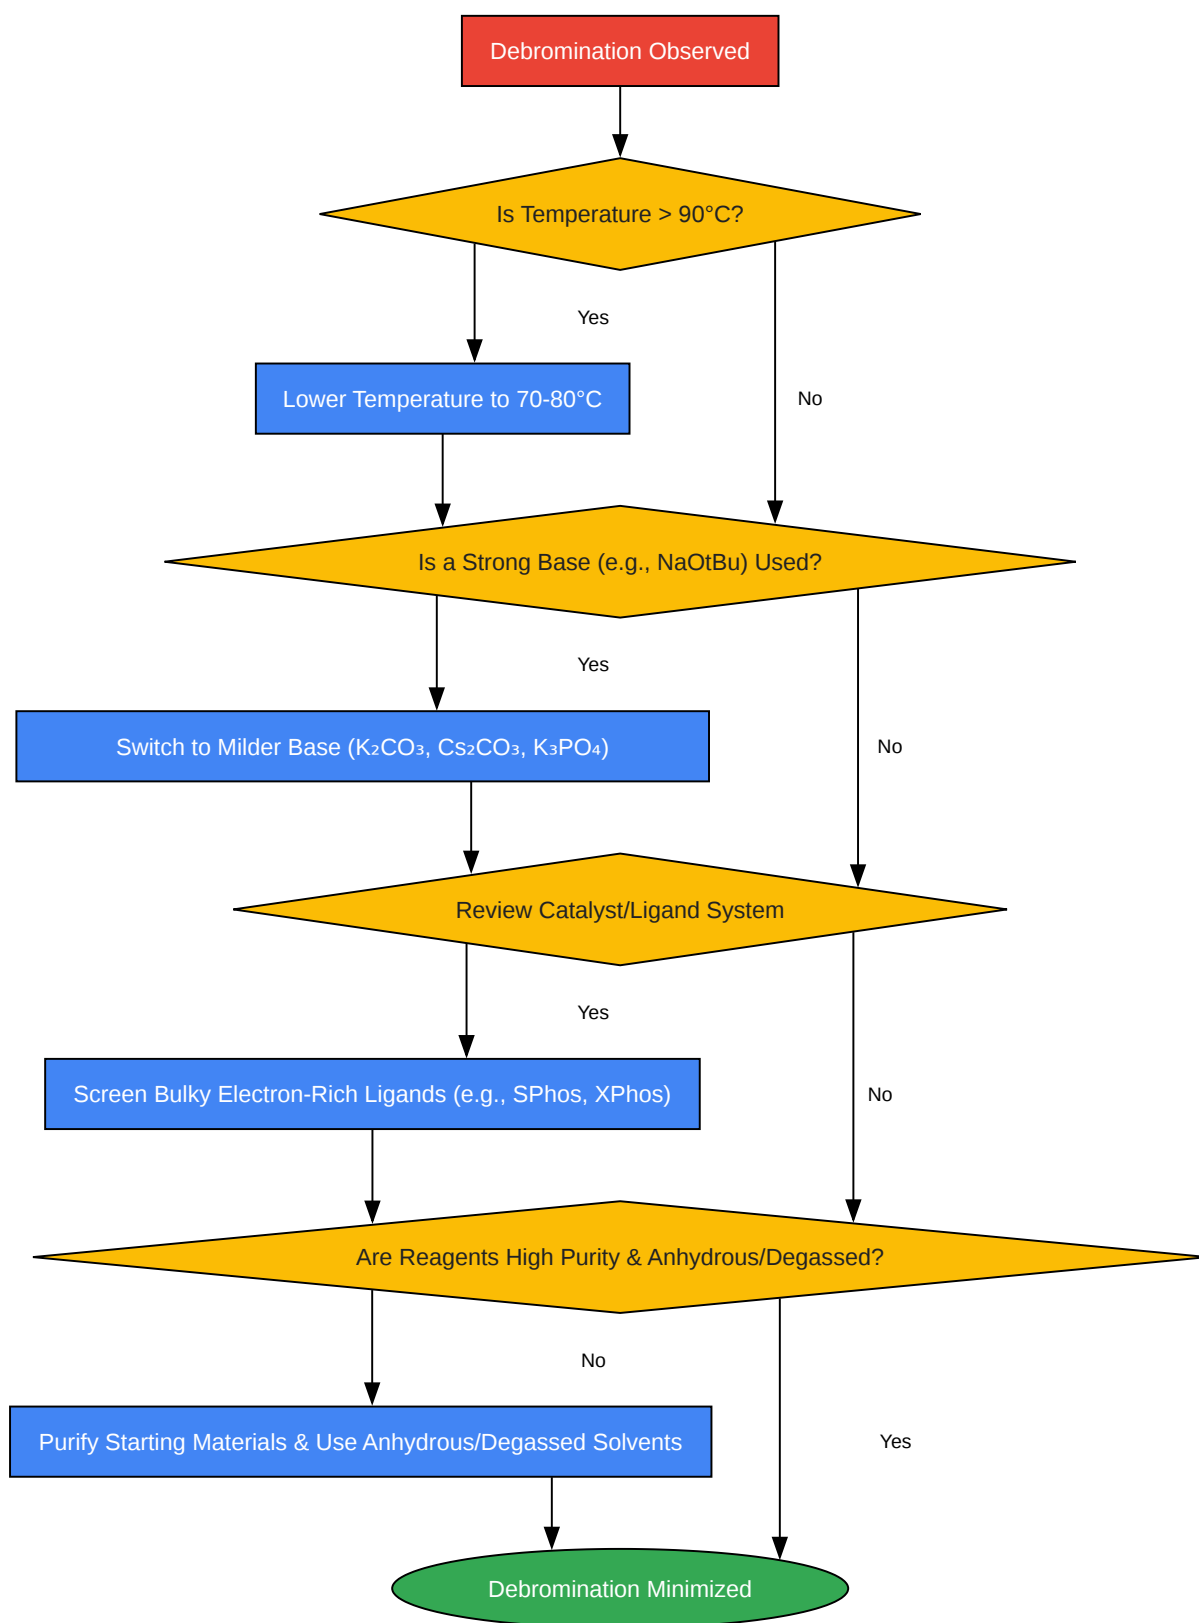 Debromination Observed
Is Temperature > 90°C?
Yes
Lower Temperature to 70-80°C
No
Is a Strong Base (e.g., NaOtBu) Used?
Yes
Switch to Milder Base (K₂CO₃, Cs₂CO₃, K₃PO₄)
No
Review Catalyst/Ligand System
Yes
Screen Bulky Electron-Rich Ligands (e.g., SPhos, XPhos)
No
Are Reagents High Purity & Anhydrous/Degassed?
No
Purify Starting Materials & Use Anhydrous/Degassed Solvents
Yes
Debromination Minimized